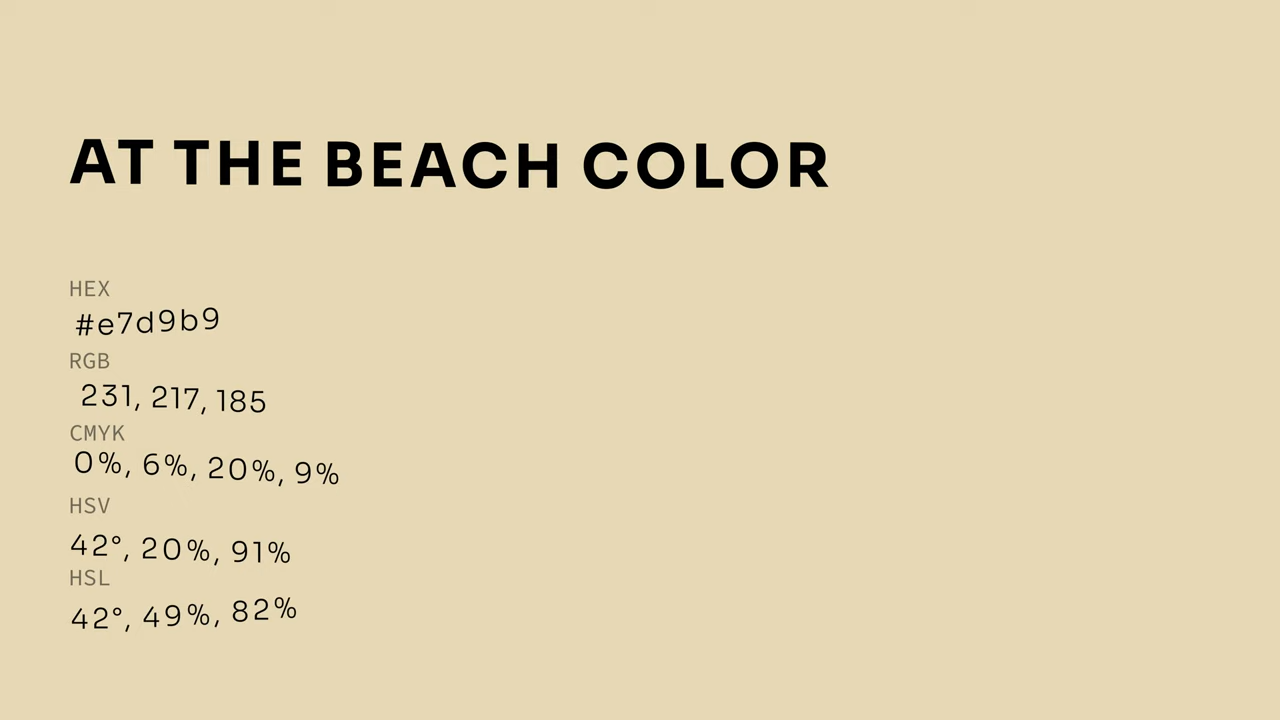 AT THE BEACH COLOR
HEX
#e7d9b9
RGB
231, 217, 185
CMYK
0%, 6%, 20%, 9%
HSV
42°, 20%, 91%
HSL
42°, 49%, 82%